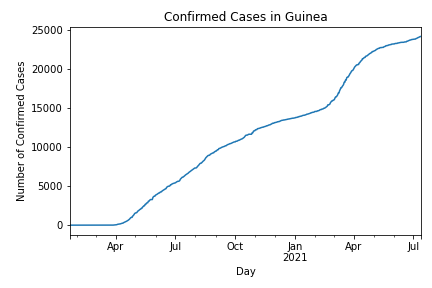 Confirmed Cases in Guinea
Number of Confirmed Cases
25000
20000
15000
10000
5000
0
Apr
Jul
Oct
Jan
2021
Apr
Jul
Day